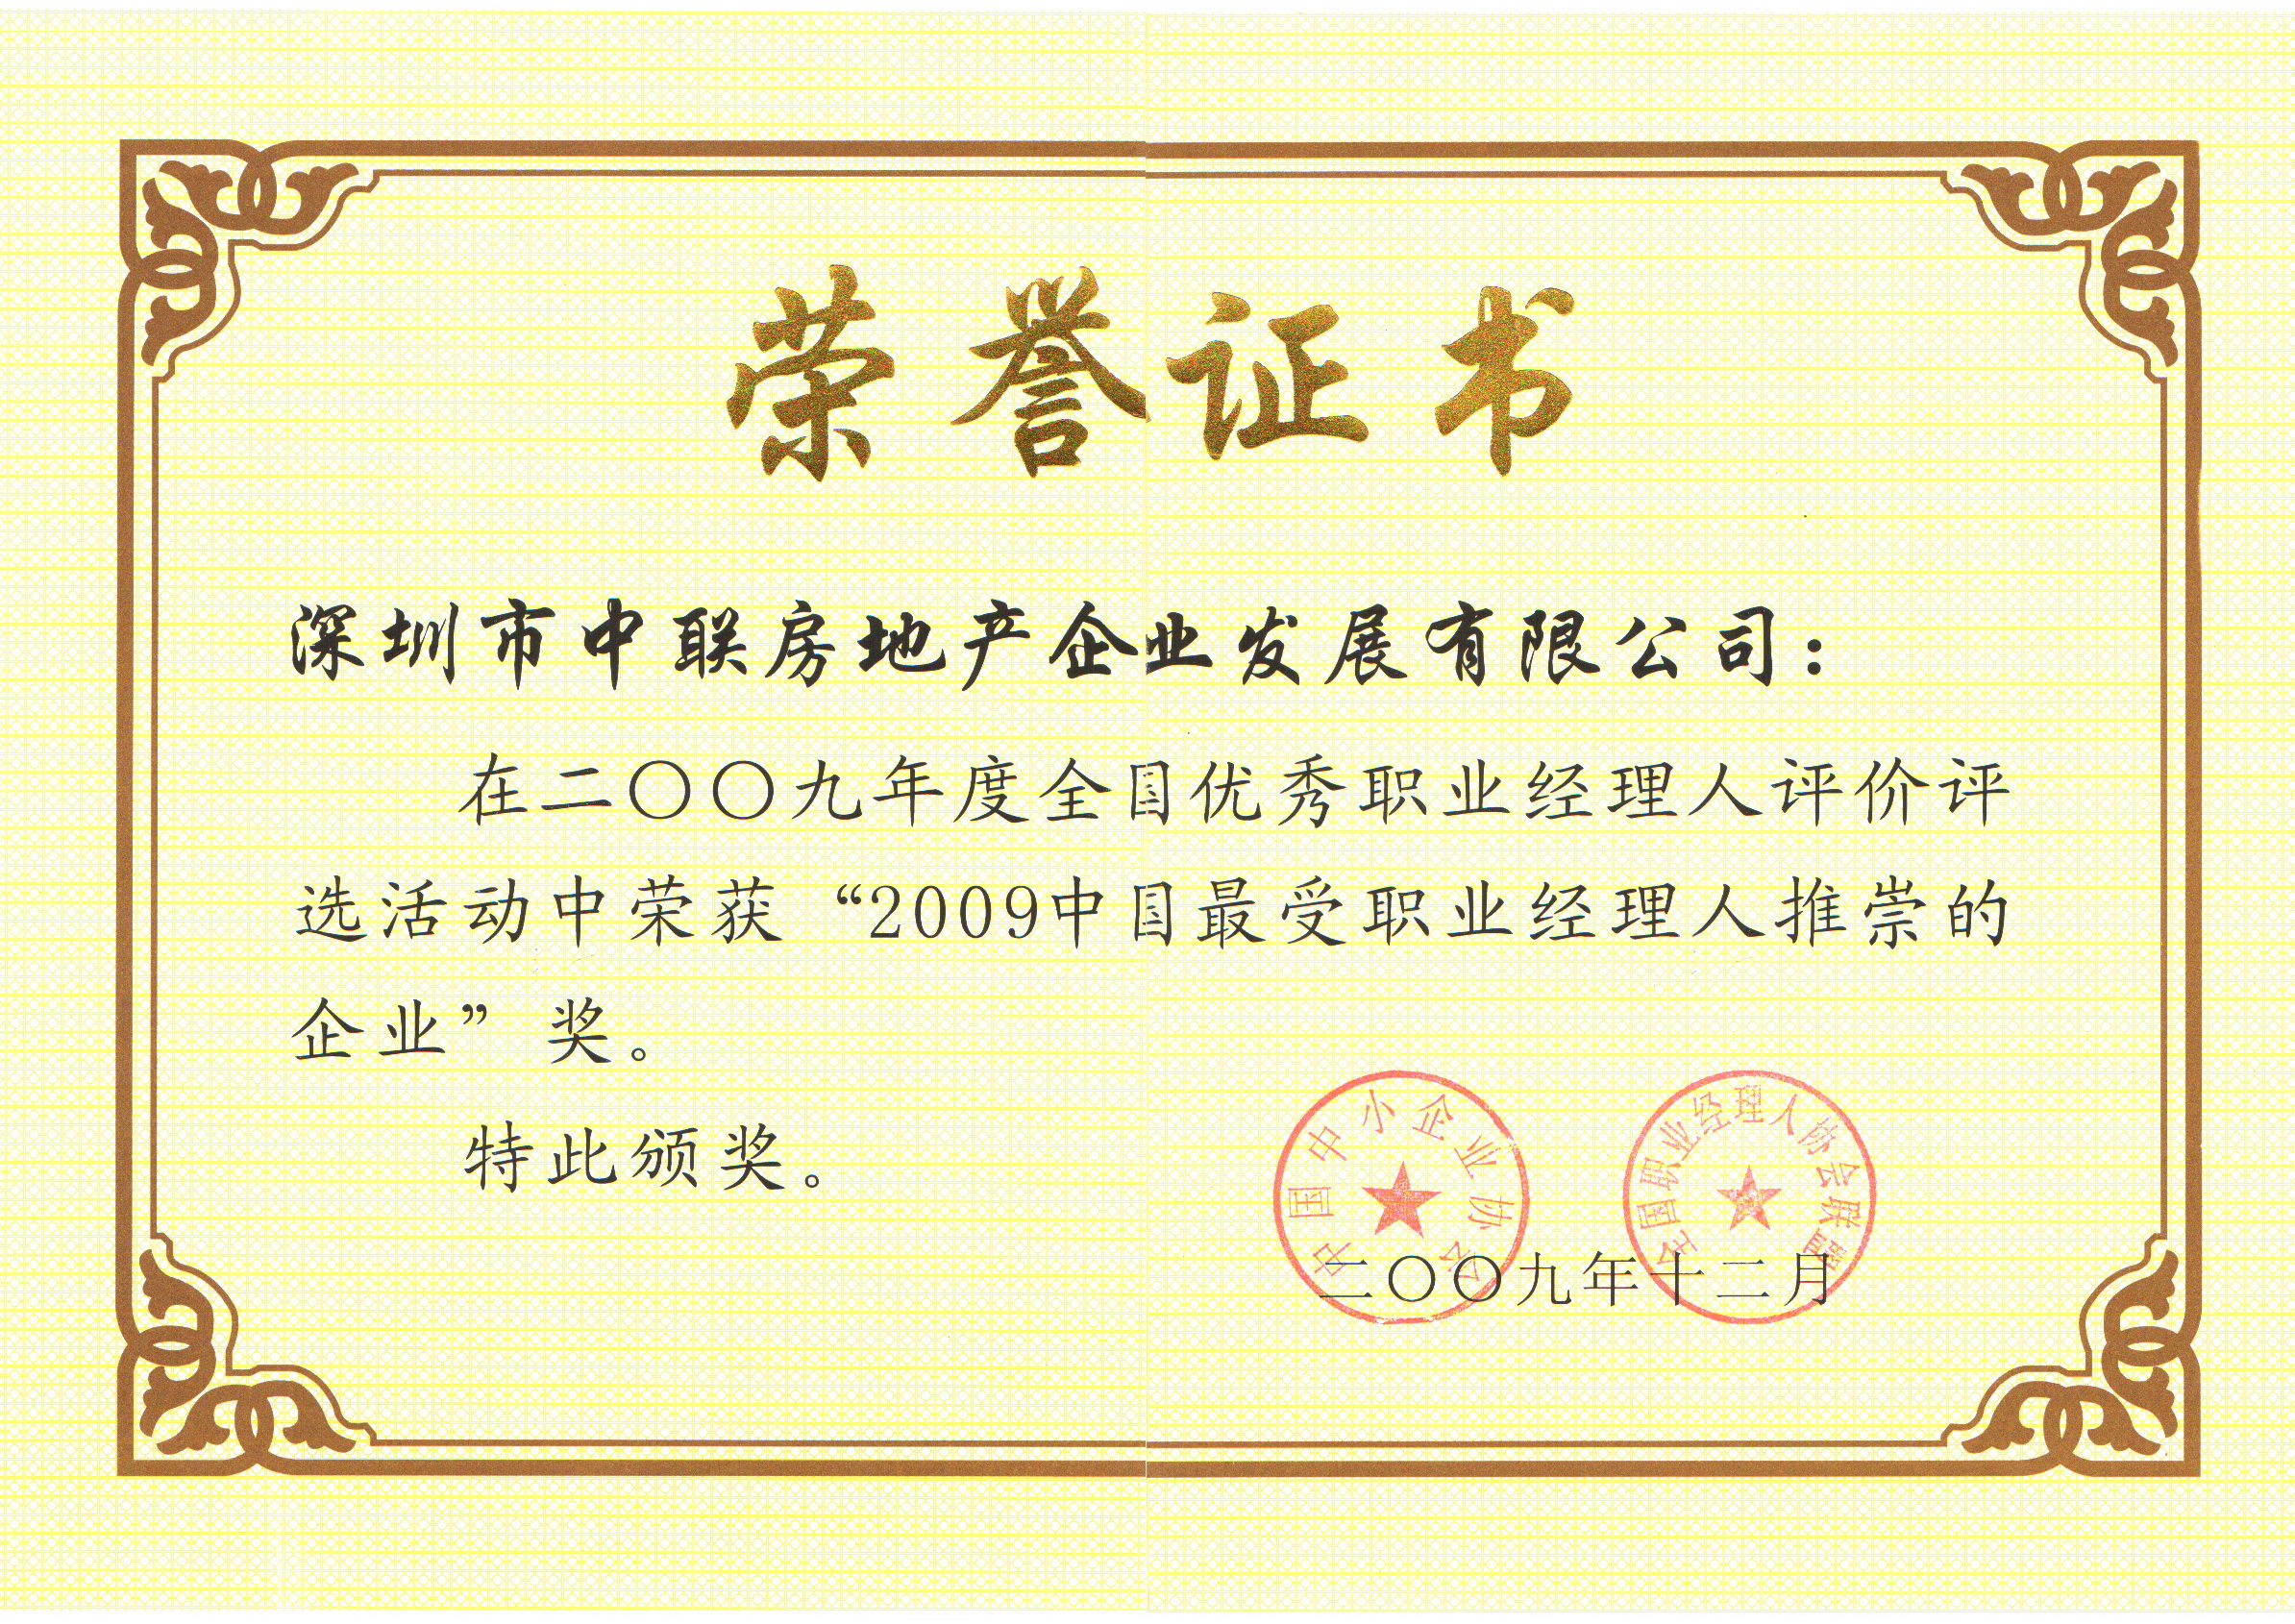 荣誉证书
深圳市中联房地产企业发展有限公司:
在二〇〇九年度全国优秀职业经理人评价评
选活动中荣获“2009中国最受职业经理人推崇的
企业”奖。
特此颁奖。
中国中小企业协会
全国职业经理人协会联盟
二〇〇九年十二月